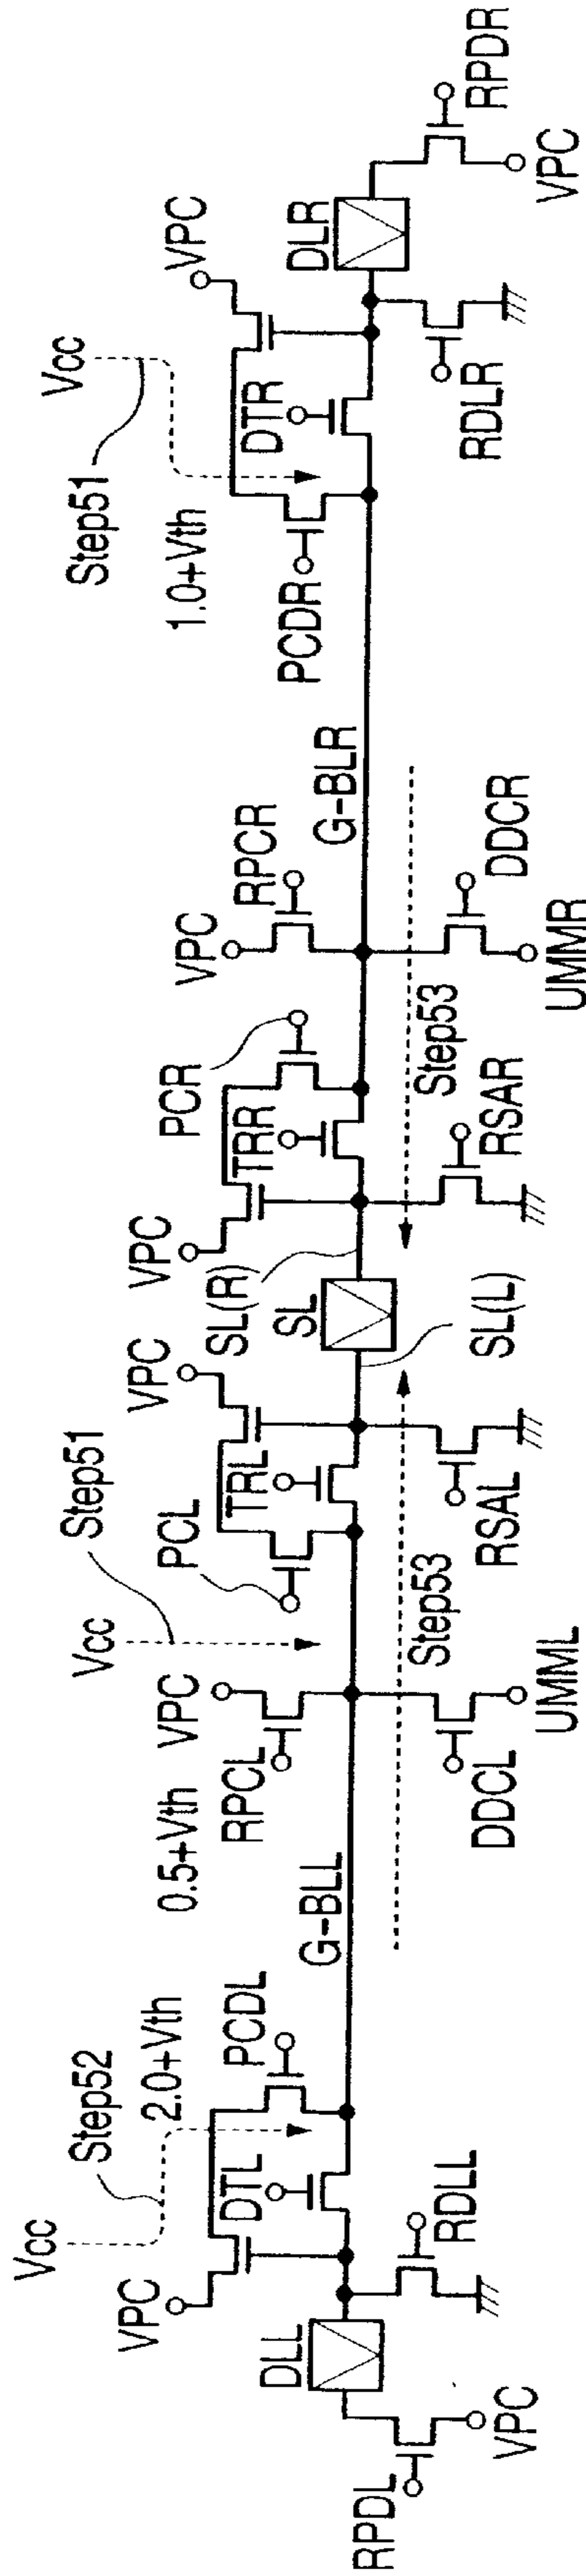 Vcc
Step52
2.0+Vth
VPC
PCDL
DTL
DLL
RDLL
RPDL
VPC
G-BLL
0.5+Vth
Vcc
Step51
VPC
RPCL
PCL
TRL
VPC
DDCL
UMML
Step53
RSAL
SL(L)
SL
SL(R)
VPC
TRR
PCR
VPC
RPCR
RSAR
Step53
DDCR
UMMR
G-BLR
Step51
Vcc
1.0+Vth
PCDR
DTR
VPC
DLR
RDLR
RPDR
VPC